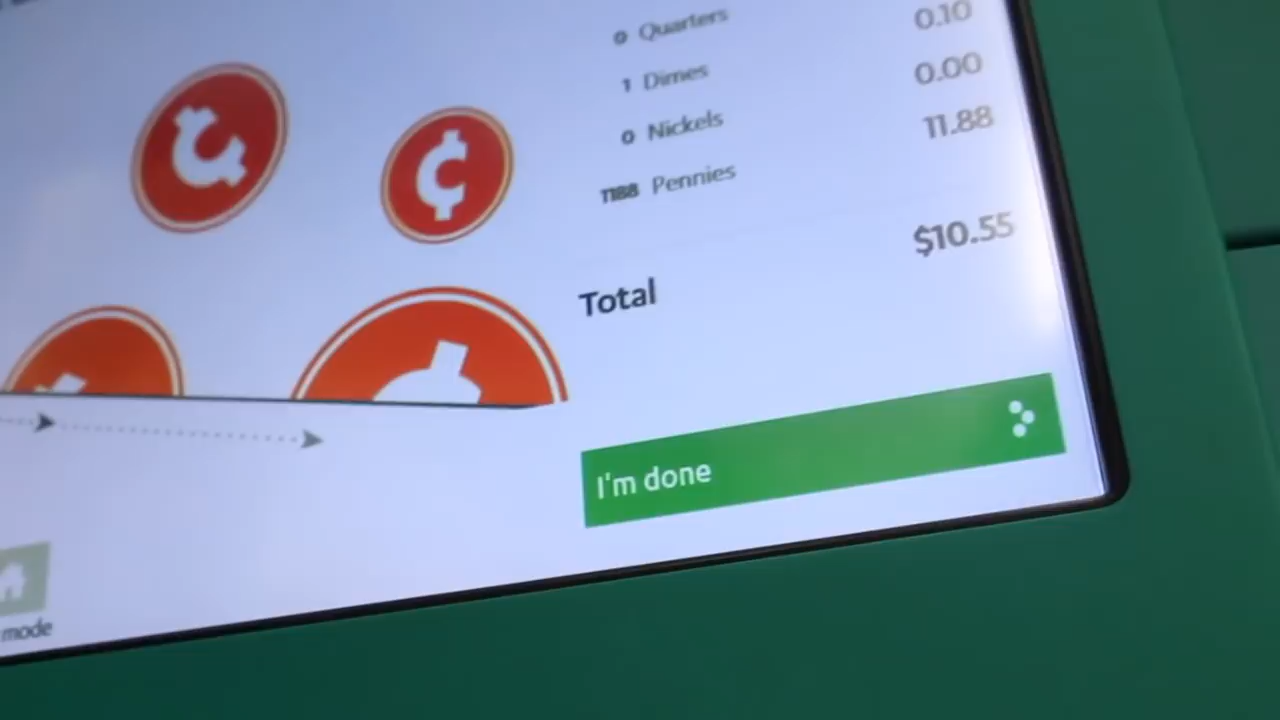 0 Quarters 0.10
1 Dimes 0.00
0 Nickels 11.88
1188 Pennies
$10.55
Total
I'm done
mode